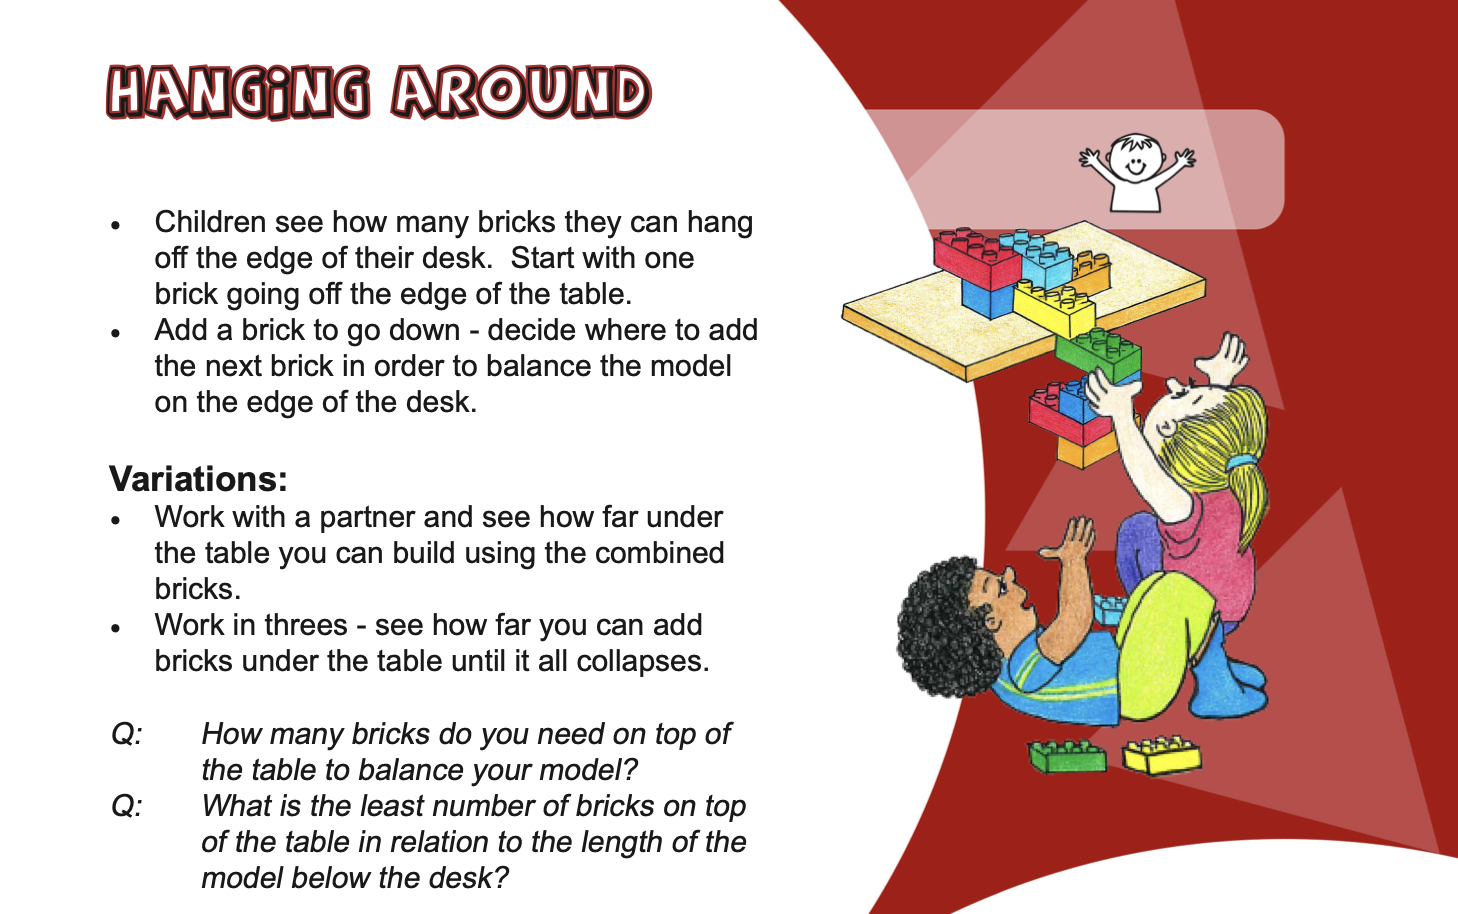 HANGING AROUND
• Children see how many bricks they can hang
off the edge of their desk.  Start with one
brick going off the edge of the table.
• Add a brick to go down - decide where to add
the next brick in order to balance the model
on the edge of the desk.
Variations:
• Work with a partner and see how far under
the table you can build using the combined
bricks.
• Work in threes - see how far you can add
bricks under the table until it all collapses.
Q: How many bricks do you need on top of
the table to balance your model?
Q: What is the least number of bricks on top
of the table in relation to the length of the
model below the desk?